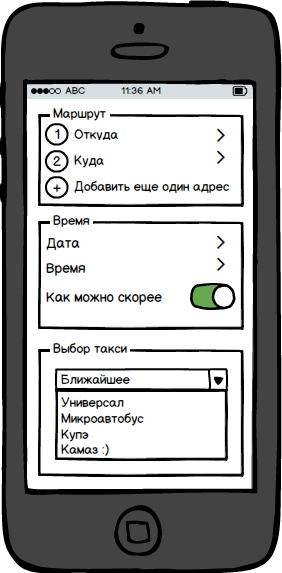 ABC 11:36 AM
Маршрут
1 Откуда
2 Куда
+ Добавить еще один адрес
Время
Дата
Время
Как можно скорее
Выбор такси
Ближайшее
Универсал
Микроавтобус
Купэ
Камаз :)